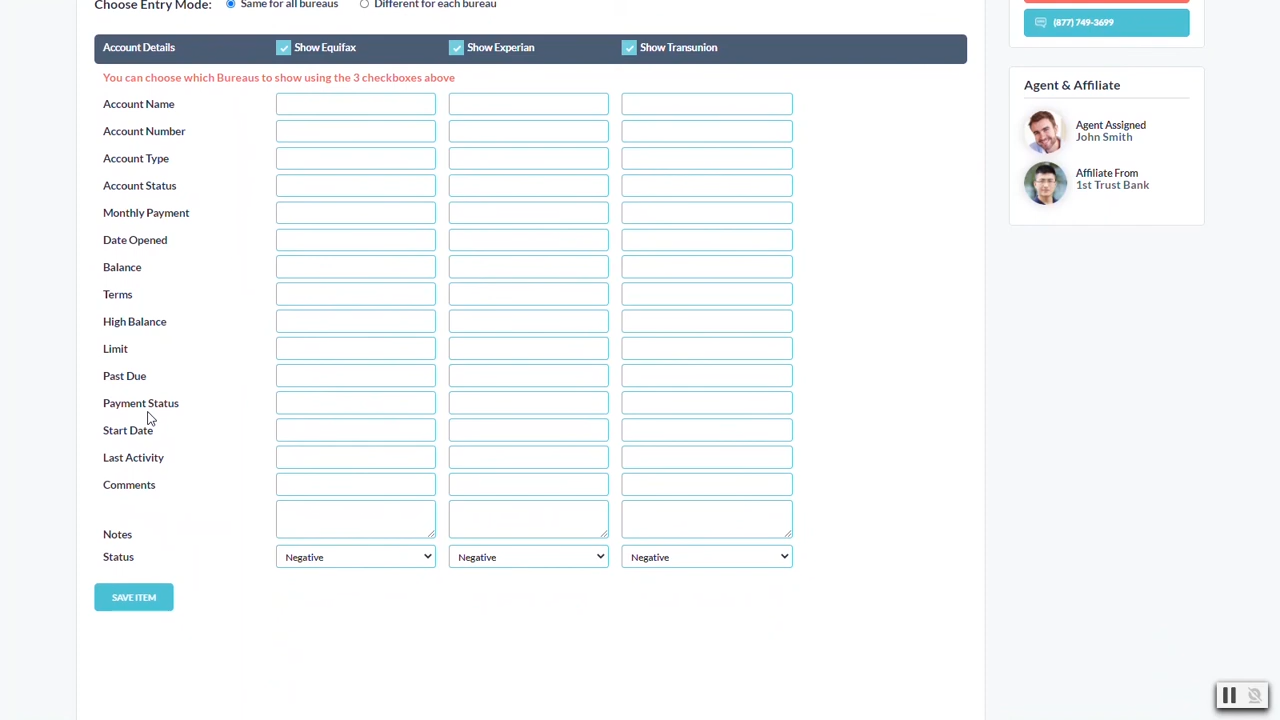 Choose Entry Mode: Same for all bureaus Different for each bureau
Account Details Show Equifax Show Experian Show Transunion
You can choose which Bureaus to show using the 3 checkboxes above
Account Name
Account Number
Account Type
Account Status
Monthly Payment
Date Opened
Balance
Terms
High Balance
Limit
Past Due
Payment Status
Start Date
Last Activity
Comments
Notes
Status Negative Negative Negative
SAVE ITEM
(877) 749-3699
Agent & Affiliate
Agent Assigned
John Smith
Affiliate From
1st Trust Bank